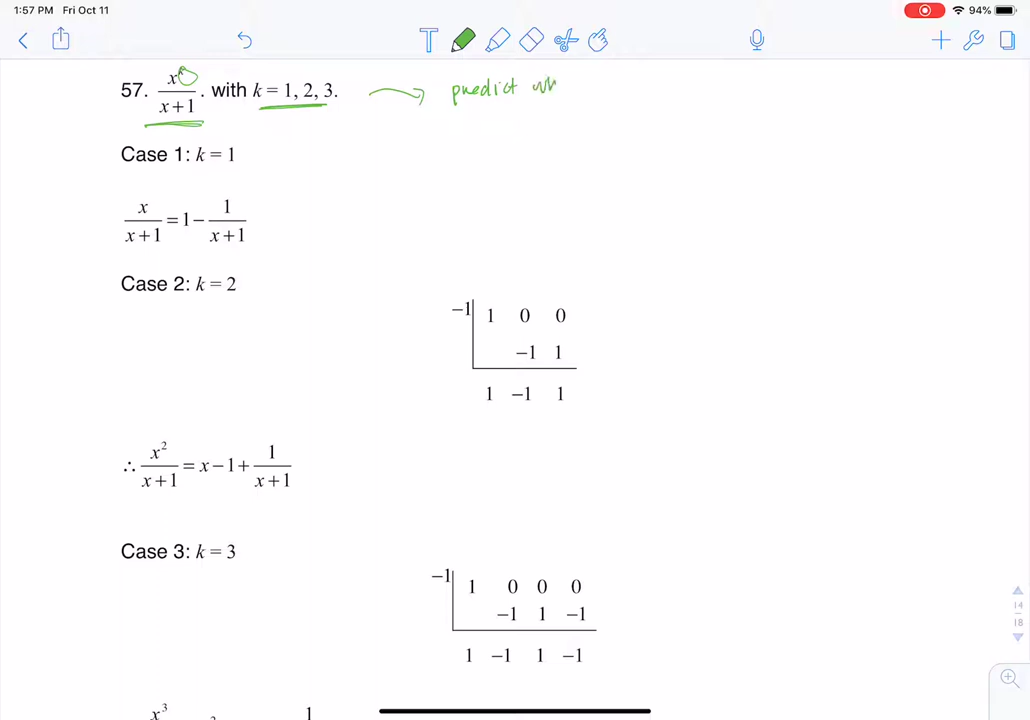 1:57 PM Fri Oct 11
94%
T
57. x^k/(x+1). with k = 1, 2, 3. → predict
Case 1: k = 1
x/(x+1) = 1 − 1/(x+1)
Case 2: k = 2
−1 | 1 0 0
−1 1
1 −1 1
∴ x²/(x+1) = x − 1 + 1/(x+1)
Case 3: k = 3
−1 | 1 0 0 0
−1 1 −1
1 −1 1 −1
x³
1
14
18